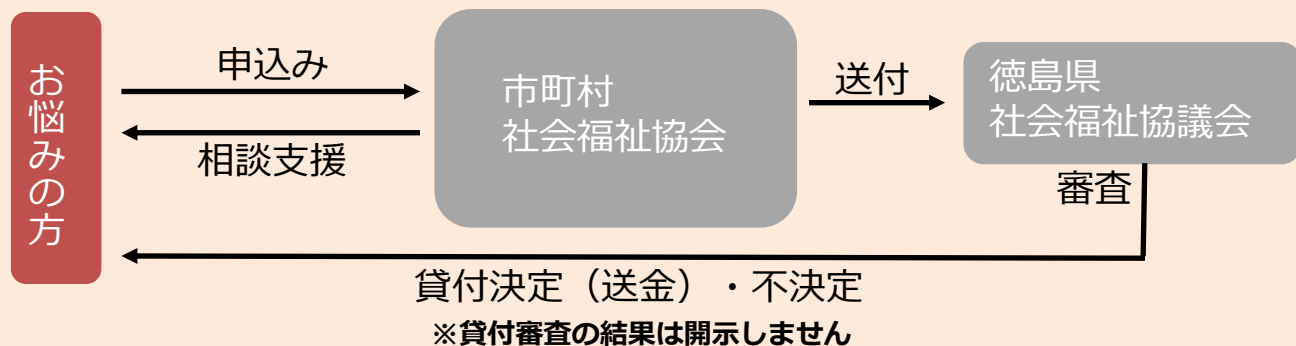 お悩みの方
申込み
相談支援
市町村
社会福祉協会
送付
徳島県
社会福祉協議会
審査
貸付決定（送金）・不決定
※貸付審査の結果は開示しません